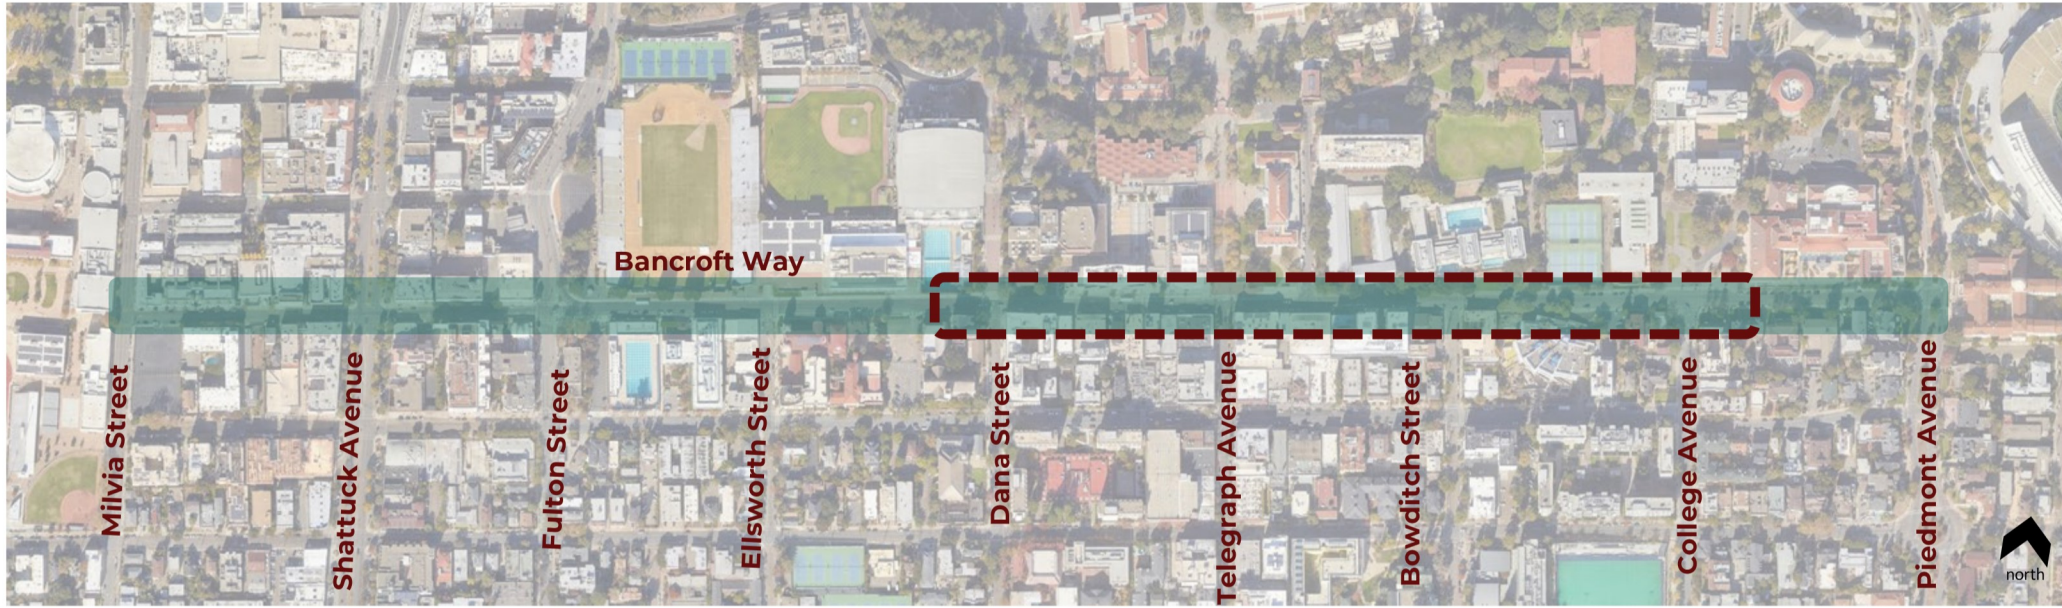 Bancroft Way
Milvia Street
Shattuck Avenue
Fulton Street
Ellsworth Street
Dana Street
Telegraph Avenue
Bowditch Street
College Avenue
Piedmont Avenue
north